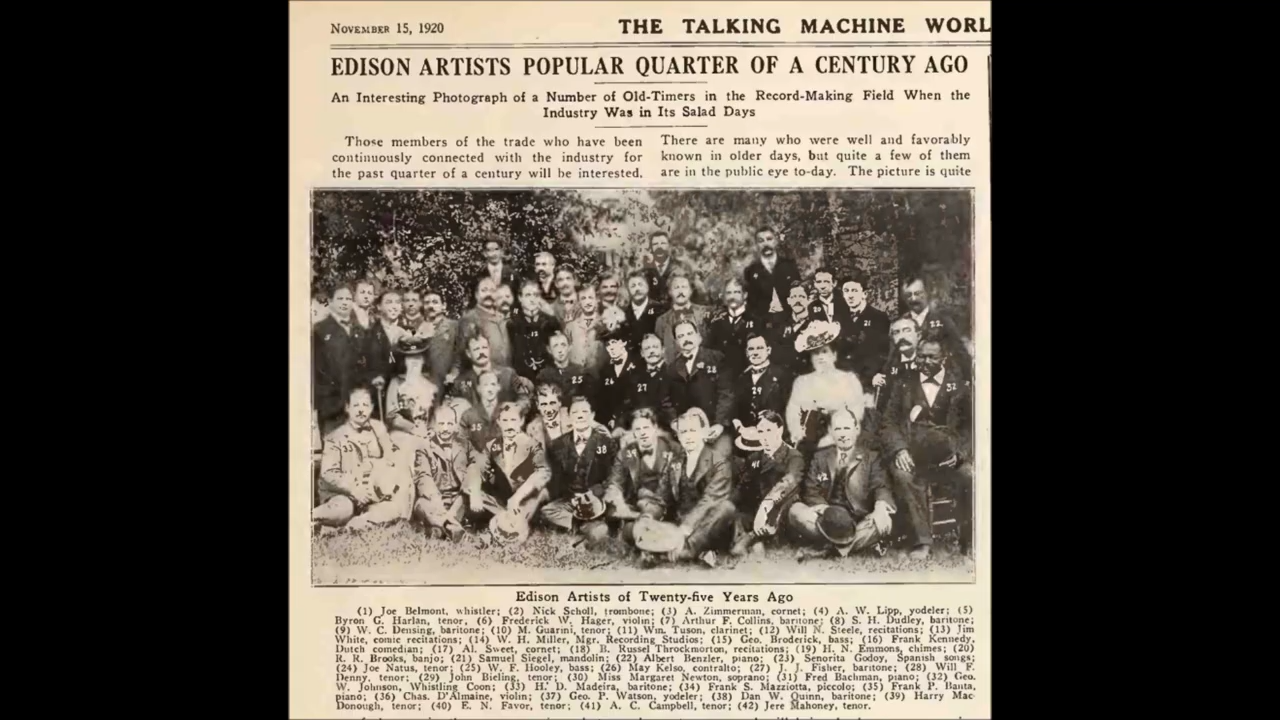 November 15, 1920
THE TALKING MACHINE WORL
EDISON ARTISTS POPULAR QUARTER OF A CENTURY AGO
An Interesting Photograph of a Number of Old-Timers in the Record-Making Field When the
Industry Was in Its Salad Days
Those members of the trade who have been
continuously connected with the industry for
the past quarter of a century will be interested.
There are many who were well and favorably
known in older days, but quite a few of them
are in the public eye to-day. The picture is quite
Edison Artists of Twenty-five Years Ago
(1) Joe Belmont, whistler; (2) Nick Scholl, trombone; (3) A. Zimmerman, cornet; (4) A. W. Lipp, yodeler; (5)
Byron G. Harlan, tenor, (6) Frederick W. Hager, violin; (7) Arthur F. Collins, baritone; (8) S. H. Dudley, baritone;
(9) W. C. Densing, baritone; (10) M. Guarini, tenor; (11) Wm. Tuson, clarinet; (12) Will N. Steele, recitations; (13) Jim
White, comic recitations; (14) W. H. Miller, Mgr. Recording Studios; (15) Geo. Broderick, bass; (16) Frank Kennedy,
Dutch comedian; (17) Al. Sweet, cornet; (18) B. Russel Throckmorton, recitations; (19) H. N. Emmons, chimes; (20)
R. R. Brooks, banjo; (21) Samuel Siegel, mandolin; (22) Albert Benzler, piano; (23) Senorita Godoy, Spanish songs;
(24) Joe Natus, tenor; (25) W. F. Hooley, bass; (26) May Kelso, contralto; (27) J. J. Fisher, baritone; (28) Will F.
Denny, tenor; (29) John Bieling, tenor; (30) Miss Margaret Newton, soprano; (31) Fred Bachman, piano; (32) Geo.
W. Johnson, Whistling Coon; (33) H. D. Madeira, baritone; (34) Frank S. Mazziotta, piccolo; (35) Frank P. Banta,
piano; (36) Chas. D'Almaine, violin; (37) Geo. P. Watson, yodeler; (38) Dan W. Quinn, baritone; (39) Harry Mac-
Donough, tenor; (40) E. N. Favor, tenor; (41) A. C. Campbell, tenor; (42) Jere Mahoney, tenor.